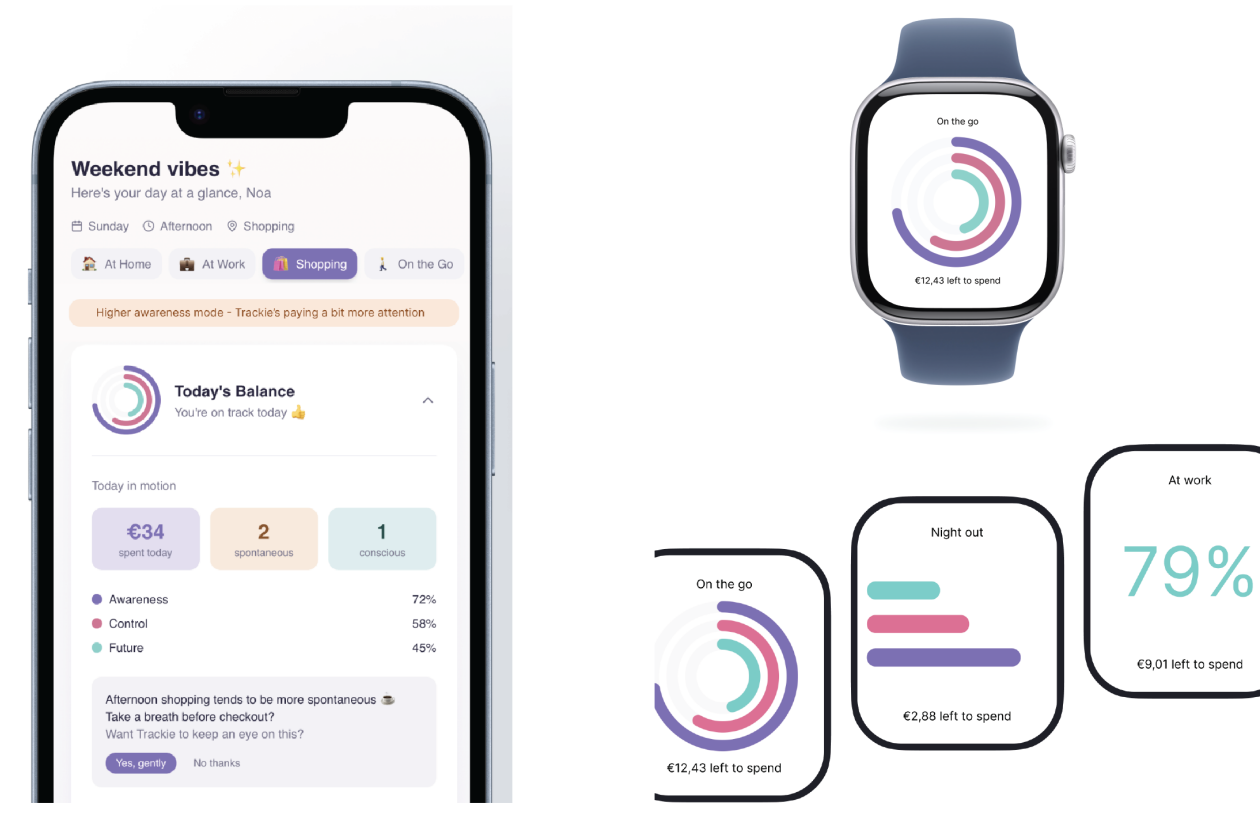 Weekend vibes ✨
Here's your day at a glance, Noa
Sunday Afternoon Shopping
At Home At Work Shopping On the Go
Higher awareness mode - Trackie's paying a bit more attention
Today's Balance
You're on track today 👍
Today in motion
€34 2 1
spent today spontaneous conscious
Awareness 72%
Control 58%
Future 45%
Afternoon shopping tends to be more spontaneous ☕
Take a breath before checkout?
Want Trackie to keep an eye on this?
Yes, gently No thanks
On the go
€12,43 left to spend
On the go
€12,43 left to spend
Night out
€2,88 left to spend
At work
79%
€9,01 left to spend